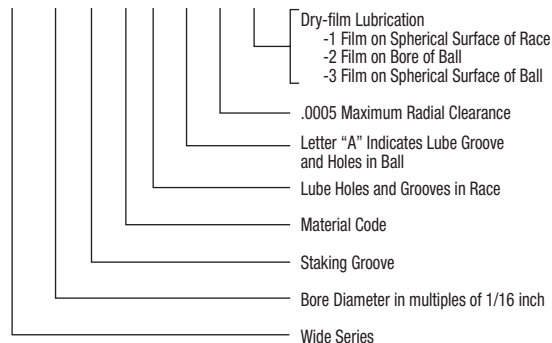 Dry-film Lubrication
-1 Film on Spherical Surface of Race
-2 Film on Bore of Ball
-3 Film on Spherical Surface of Ball
.0005 Maximum Radial Clearance
Letter “A” Indicates Lube Groove
and Holes in Ball
Lube Holes and Grooves in Race
Material Code
Staking Groove
Bore Diameter in multiples of 1/16 inch
Wide Series